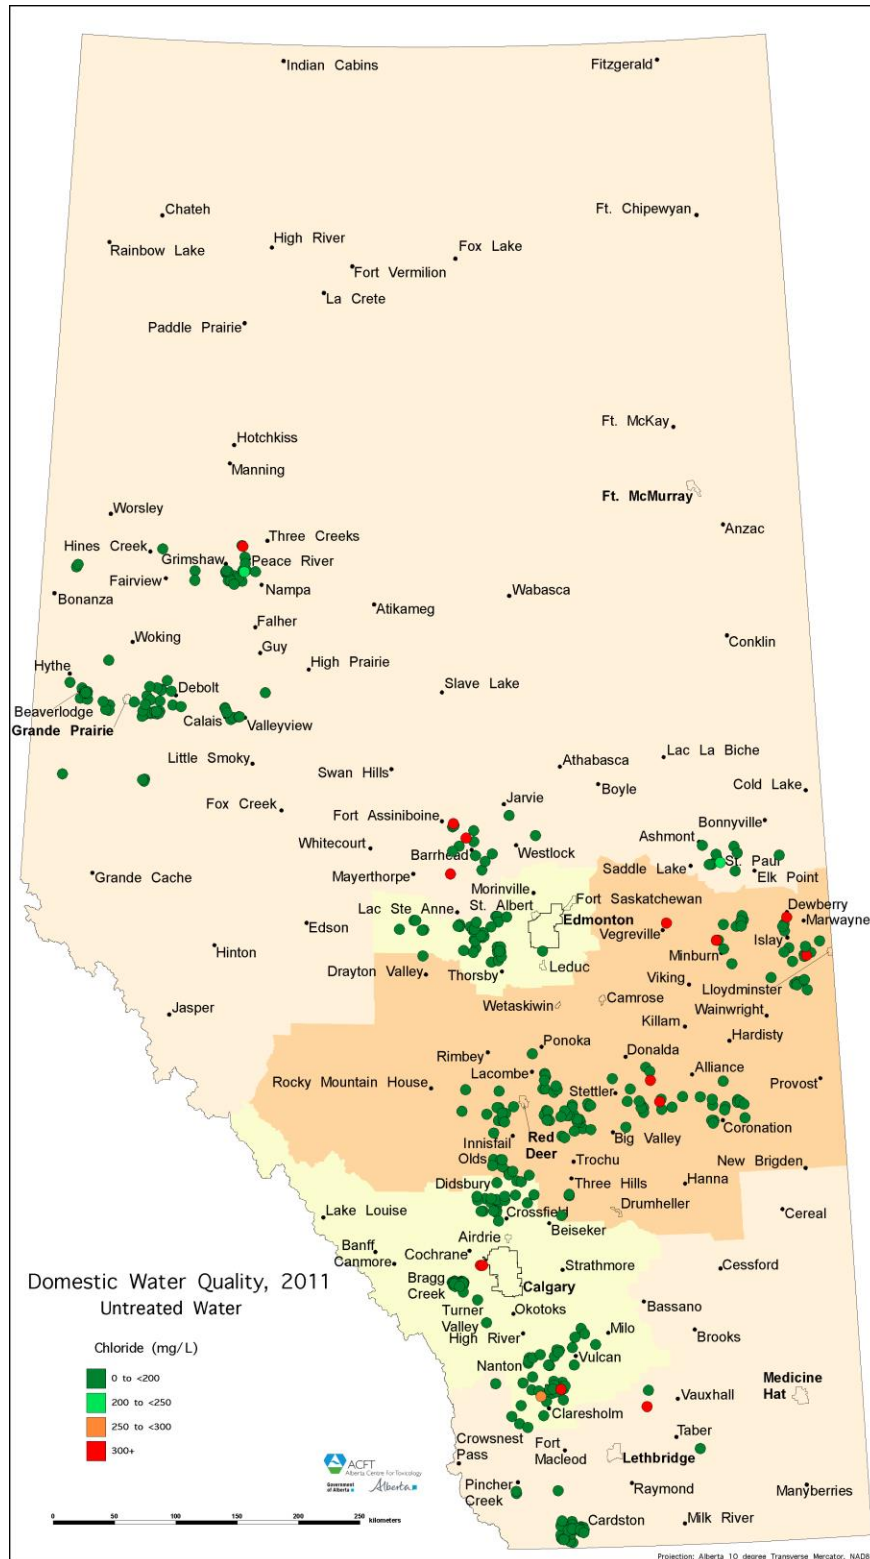 Indian Cabins
Fitzgerald
Chateh
Ft. Chipewyan
Rainbow Lake
High River
Fox Lake
Fort Vermilion
La Crete
Paddle Prairie
Ft. McKay
Hotchkiss
Manning
Ft. McMurray
Worsley
Anzac
Three Creeks
Hines Creek
Grimshaw
Peace River
Fairview
Nampa
Bonanza
Wabasca
Atikameg
Falher
Woking
Guy
Conklin
Hythe
High Prairie
Debolt
Slave Lake
Beaverlodge
Calais
Valleyview
Grande Prairie
Little Smoky
Swan Hills
Athabasca
Lac La Biche
Boyle
Cold Lake
Fox Creek
Jarvie
Fort Assiniboine
Bonnyville
Whitecourt
Ashmont
Barrhead
Westlock
St. Paul
Saddle Lake
Elk Point
Grande Cache
Mayerthorpe
Morinville
Fort Saskatchewan
Dewberry
Lac Ste Anne
St. Albert
Edmonton
Marwayne
Edson
Vegreville
Islay
Hinton
Minburn
Drayton Valley
Thorsby
Leduc
Viking
Lloydminster
Wetaskiwin
Camrose
Wainwright
Jasper
Killam
Hardisty
Ponoka
Rimbey
Donalda
Lacombe
Alliance
Rocky Mountain House
Stettler
Provost
Coronation
Innisfail
Red
Deer
Big Valley
Olds
Trochu
New Brigden
Didsbury
Three Hills
Hanna
Drumheller
Lake Louise
Crossfield
Cereal
Beiseker
Airdrie
Banff
Cochrane
Canmore
Strathmore
Cessford
Domestic Water Quality, 2011
Untreated Water
Bragg
Creek
Calgary
Turner
Valley
Okotoks
Bassano
High River
Milo
Brooks
Chloride (mg/L)
Nanton
Vulcan
Medicine
Hat
0 to <200
200 to <250
250 to <300
300+
Vauxhall
Claresholm
Crowsnest
Pass
Fort
Macleod
Taber
Lethbridge
ACFT
Alberta Centre for Toxicology
Government
of Alberta
Alberta
Pincher
Creek
Raymond
Manyberries
Cardston
Milk River
0 50 100 150 200 250
kilometers
Projection: Alberta 10 degree Transverse Mercator, NAD8